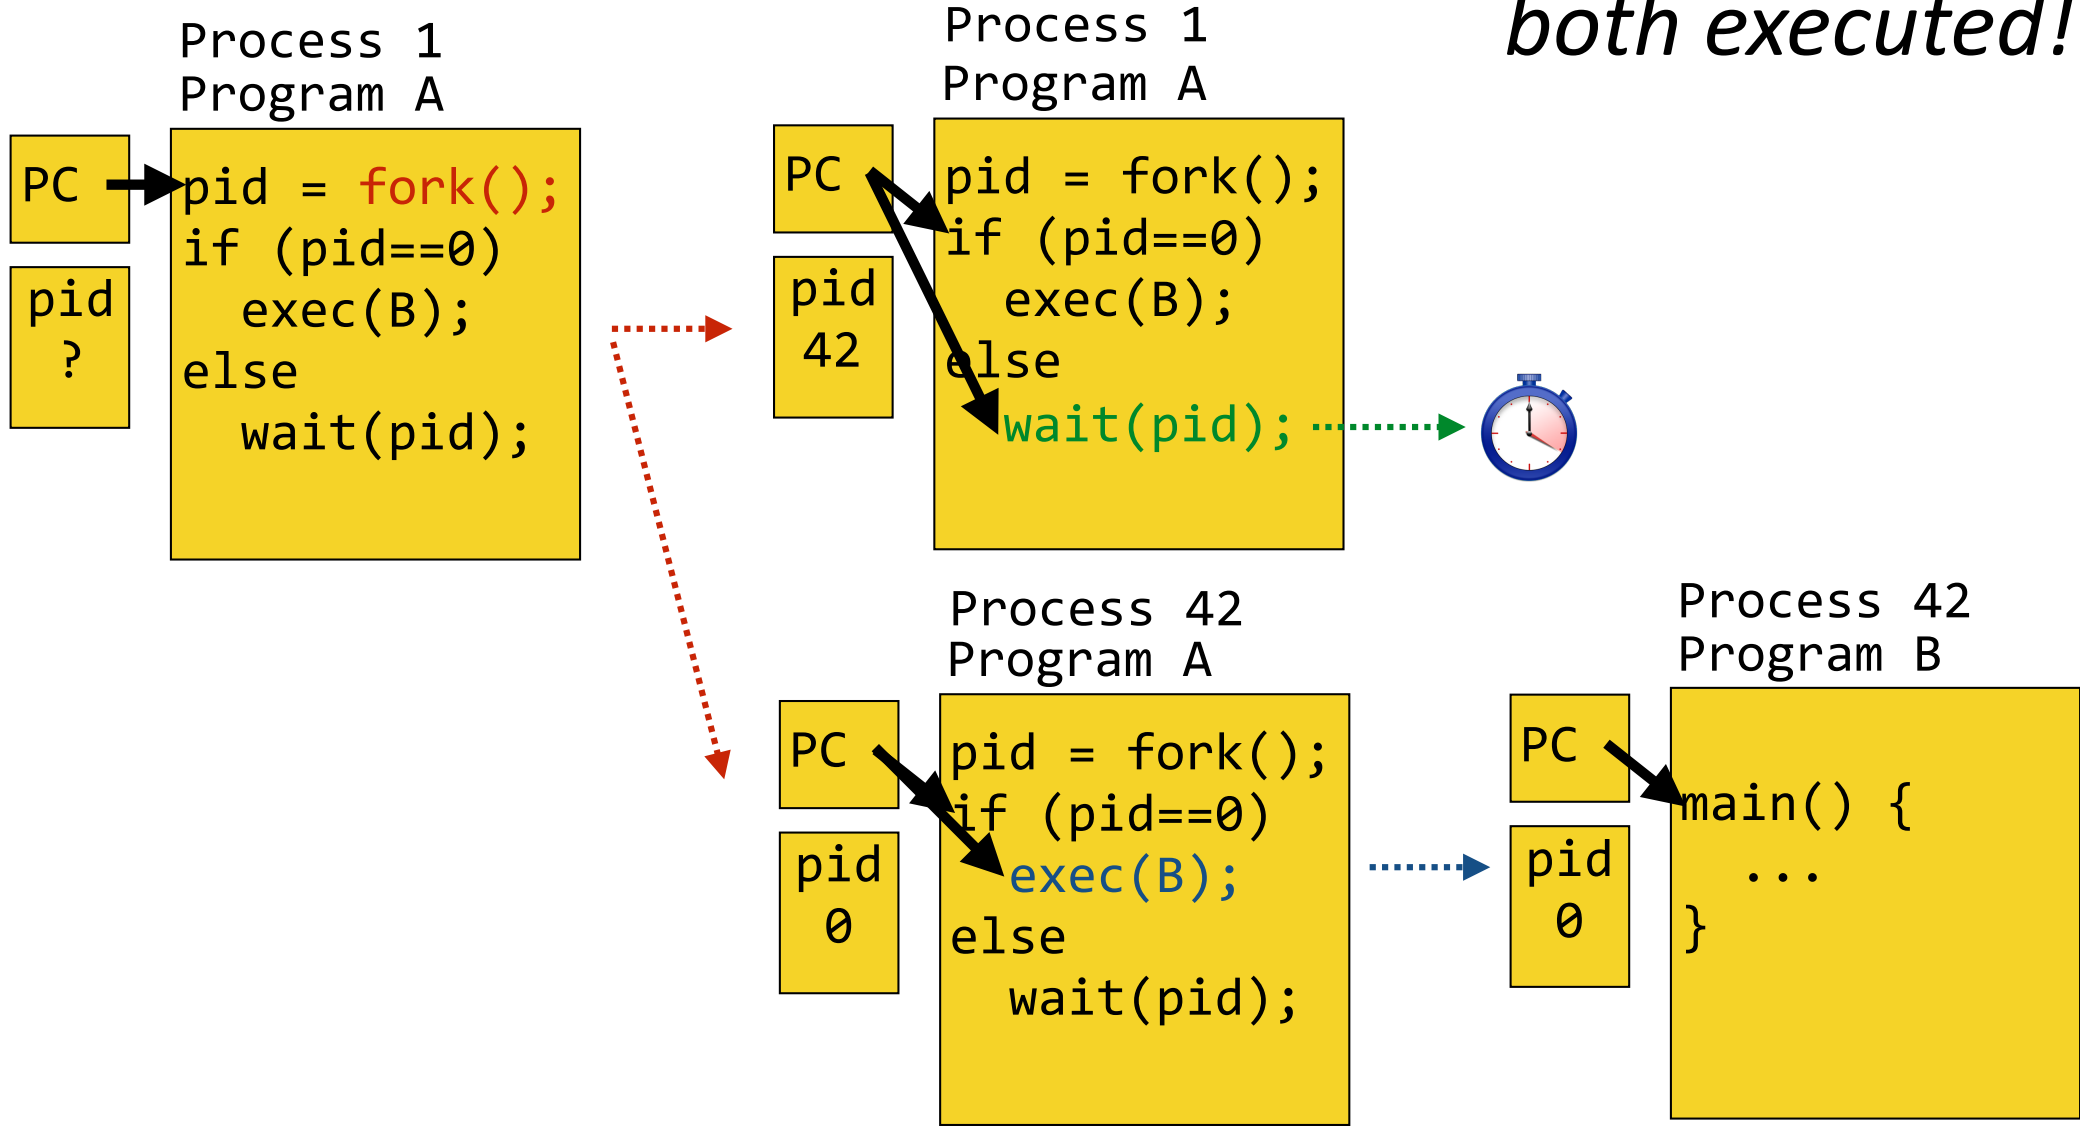 both executed!
Process 1
Program A
PC
pid
?
pid = fork();
if (pid==0)
  exec(B);
else
  wait(pid);
Process 1
Program A
PC
pid
42
pid = fork();
if (pid==0)
  exec(B);
else
  wait(pid);
Process 42
Program A
PC
pid
0
pid = fork();
if (pid==0)
  exec(B);
else
  wait(pid);
Process 42
Program B
PC
pid
0
main() {
  ...
}